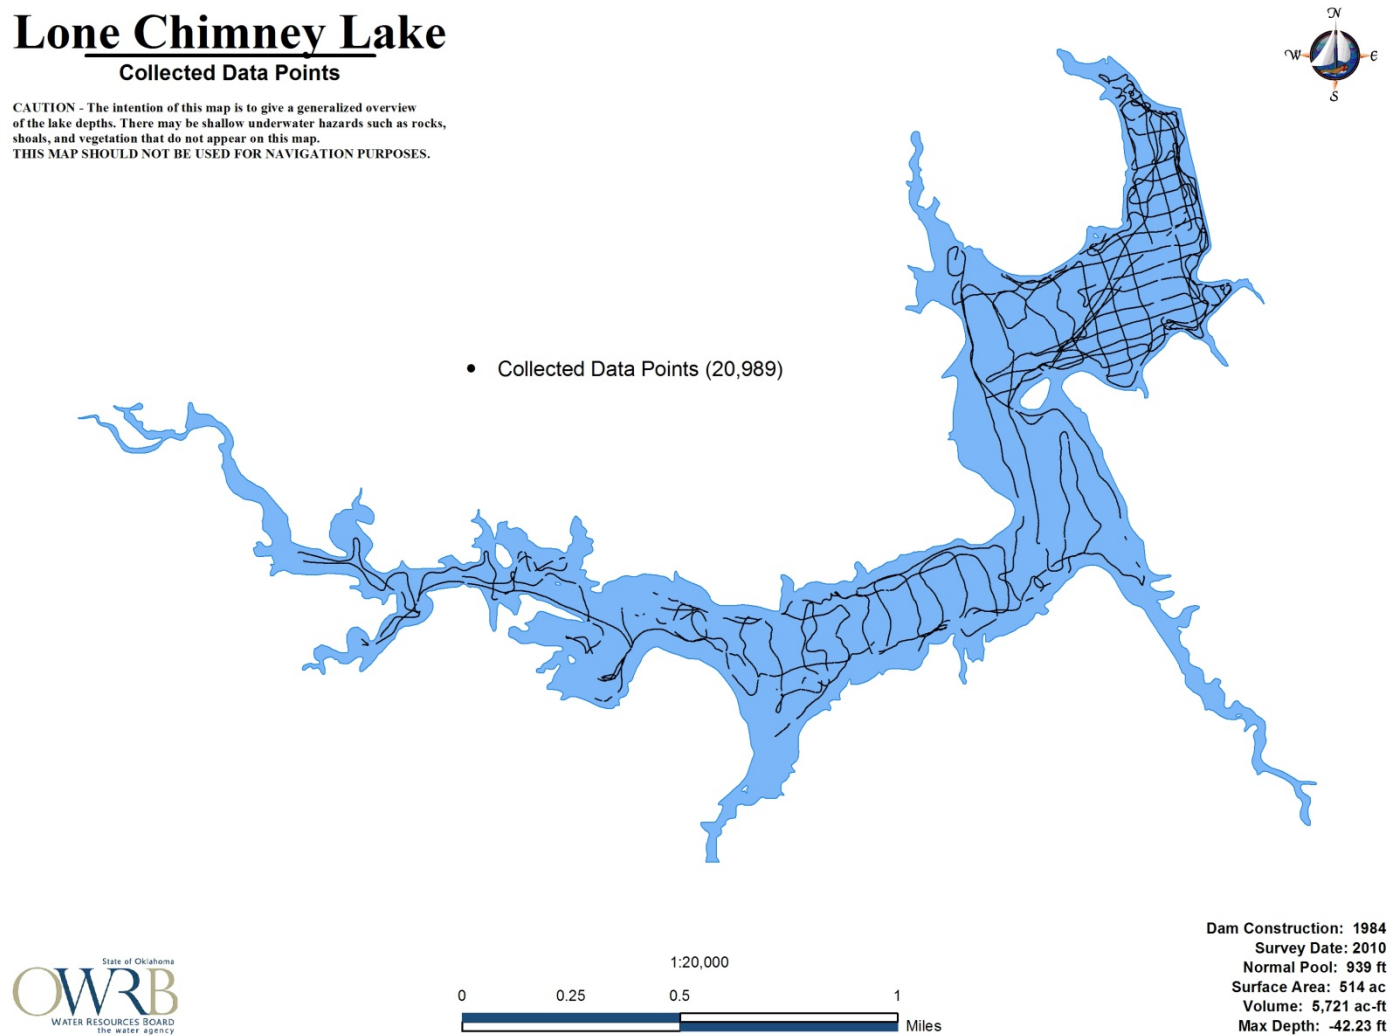 Lone Chimney Lake
Collected Data Points
CAUTION - The intention of this map is to give a generalized overview
of the lake depths. There may be shallow underwater hazards such as rocks,
shoals, and vegetation that do not appear on this map.
THIS MAP SHOULD NOT BE USED FOR NAVIGATION PURPOSES.
N
W
E
S
Collected Data Points (20,989)
State of Oklahoma
OWRB
WATER RESOURCES BOARD
the water agency
1:20,000
0 0.25 0.5 1
Miles
Dam Construction: 1984
Survey Date: 2010
Normal Pool: 939 ft
Surface Area: 514 ac
Volume: 5,721 ac-ft
Max Depth: -42.23 ft